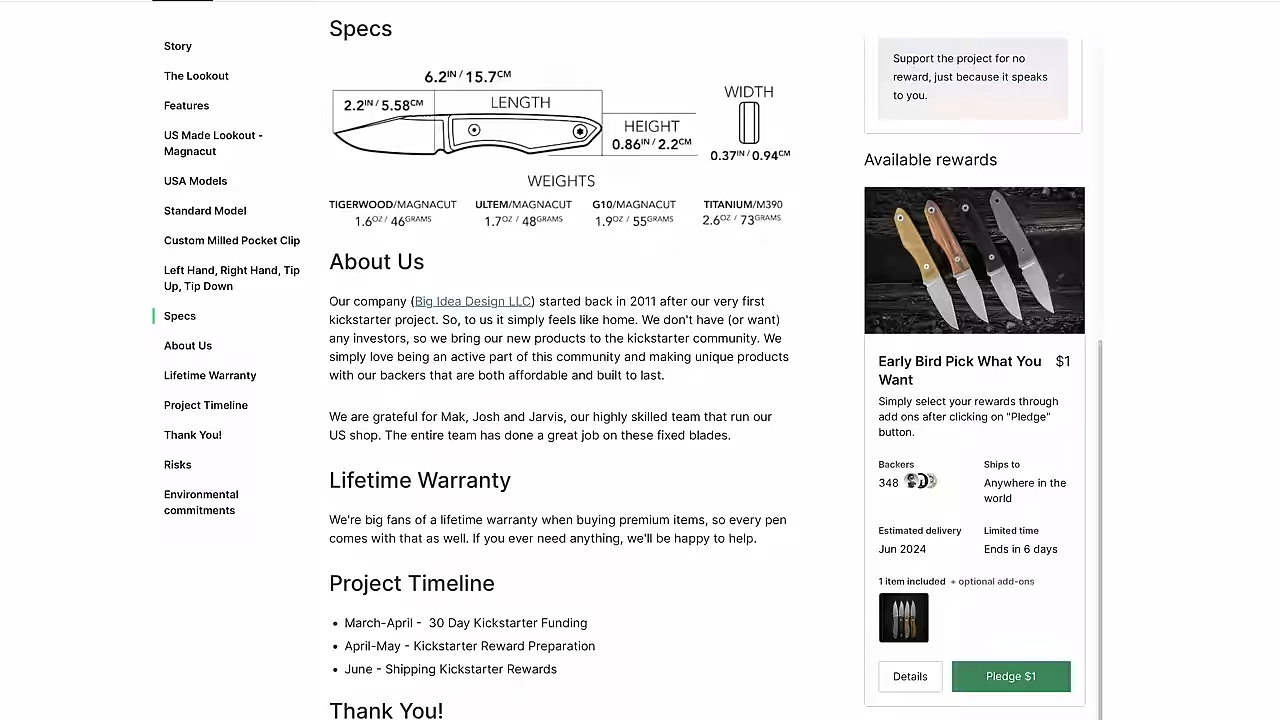 Story
The Lookout
Features
US Made Lookout -
Magnacut
USA Models
Standard Model
Custom Milled Pocket Clip
Left Hand, Right Hand, Tip
Up, Tip Down
Specs
About Us
Lifetime Warranty
Project Timeline
Thank You!
Risks
Environmental
commitments
Specs
6.2IN / 15.7CM
2.2IN / 5.58CM
LENGTH
HEIGHT
0.86IN / 2.2CM
WIDTH
0.37IN / 0.94CM
WEIGHTS
TIGERWOOD/MAGNACUT
1.6OZ / 46GRAMS
ULTEM/MAGNACUT
1.7OZ / 48GRAMS
G10/MAGNACUT
1.9OZ / 55GRAMS
TITANIUM/M390
2.6OZ / 73GRAMS
About Us
Our company (Big Idea Design LLC) started back in 2011 after our very first
kickstarter project. So, to us it simply feels like home. We don't have (or want)
any investors, so we bring our new products to the kickstarter community. We
simply love being an active part of this community and making unique products
with our backers that are both affordable and built to last.
We are grateful for Mak, Josh and Jarvis, our highly skilled team that run our
US shop. The entire team has done a great job on these fixed blades.
Lifetime Warranty
We're big fans of a lifetime warranty when buying premium items, so every pen
comes with that as well. If you ever need anything, we'll be happy to help.
Project Timeline
• March-April -  30 Day Kickstarter Funding
• April-May - Kickstarter Reward Preparation
• June - Shipping Kickstarter Rewards
Thank You!
Support the project for no
reward, just because it speaks
to you.
Available rewards
Early Bird Pick What You
Want
$1
Simply select your rewards through
add ons after clicking on "Pledge"
button.
Backers
348
Ships to
Anywhere in the
world
Estimated delivery
Jun 2024
Limited time
Ends in 6 days
1 item included + optional add-ons
Details
Pledge $1